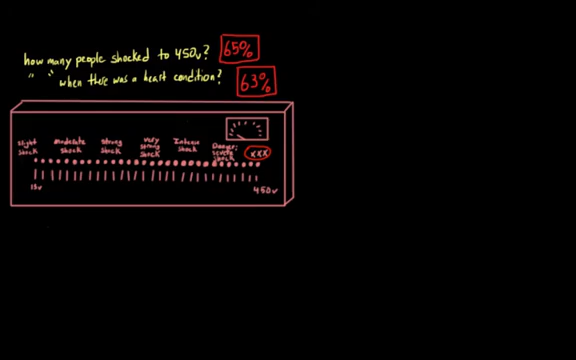 how many people shocked to 450v? 65%
" " when there was a heart condition? 63%
slight shock moderate shock strong shock very strong shock Intense shock Danger: severe shock XXX
15v 450v